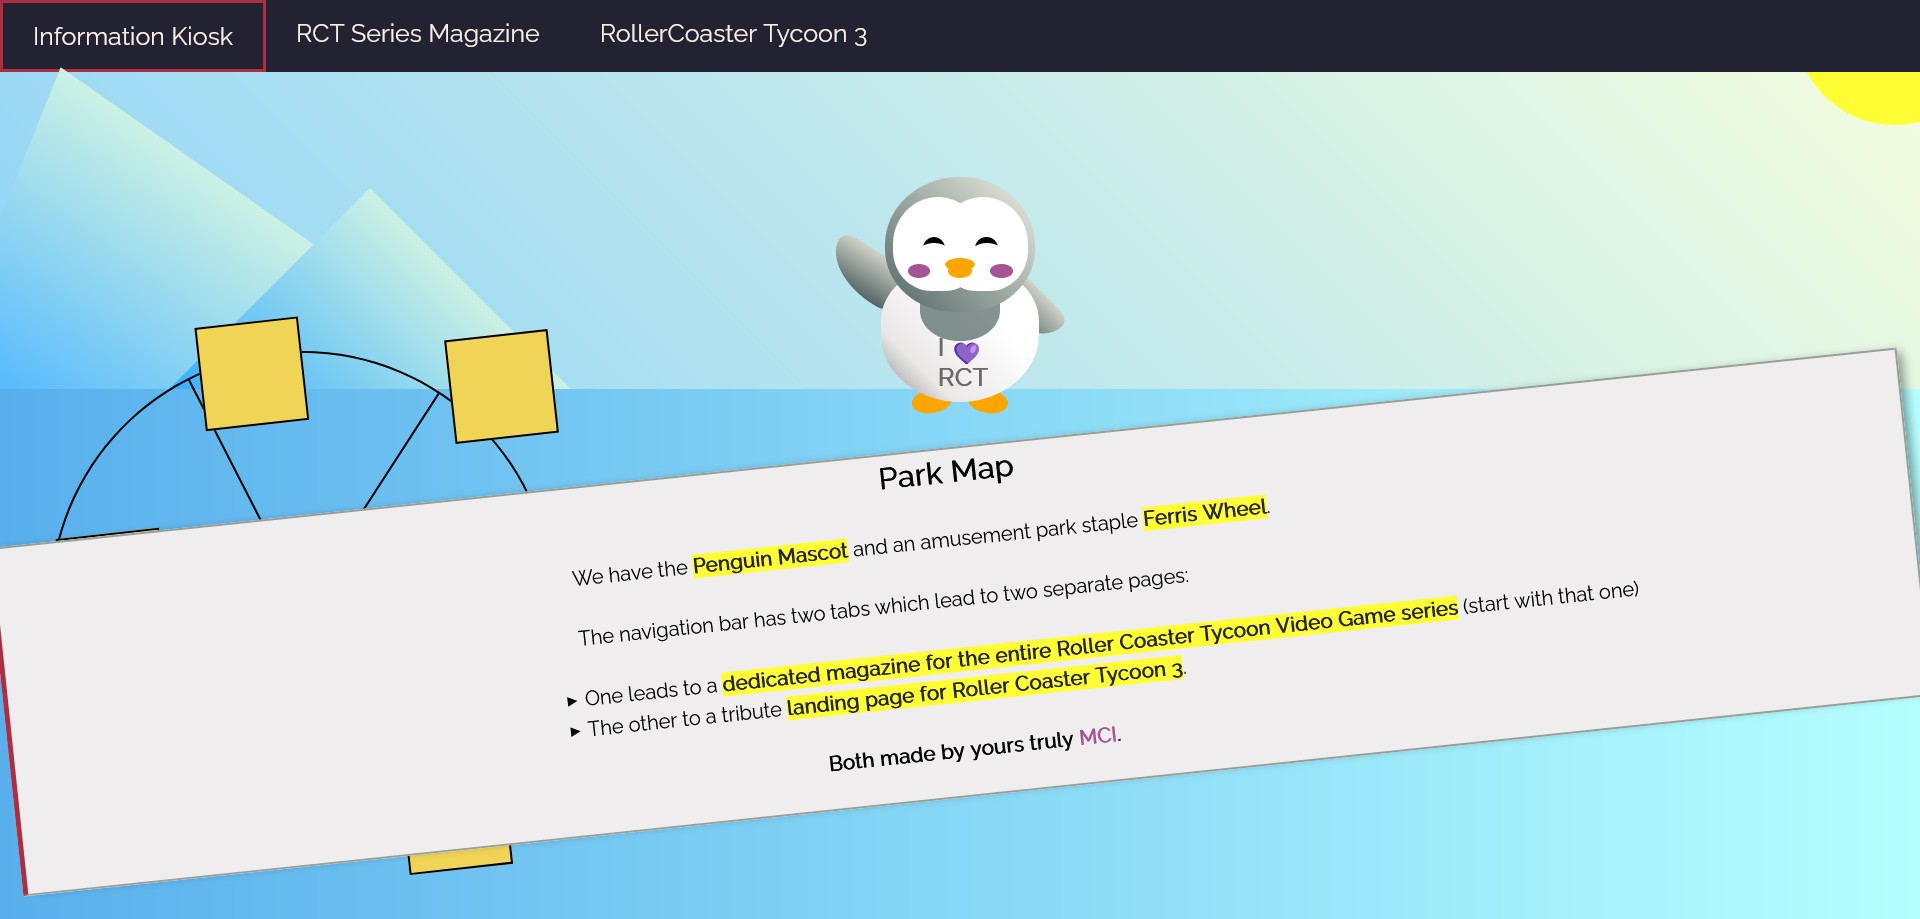 Information Kiosk
RCT Series Magazine
RollerCoaster Tycoon 3
I 💜
RCT
Park Map
We have the Penguin Mascot and an amusement park staple Ferris Wheel.
The navigation bar has two tabs which lead to two separate pages:
► One leads to a dedicated magazine for the entire Roller Coaster Tycoon Video Game series (start with that one)
► The other to a tribute landing page for Roller Coaster Tycoon 3.
Both made by yours truly MCI.